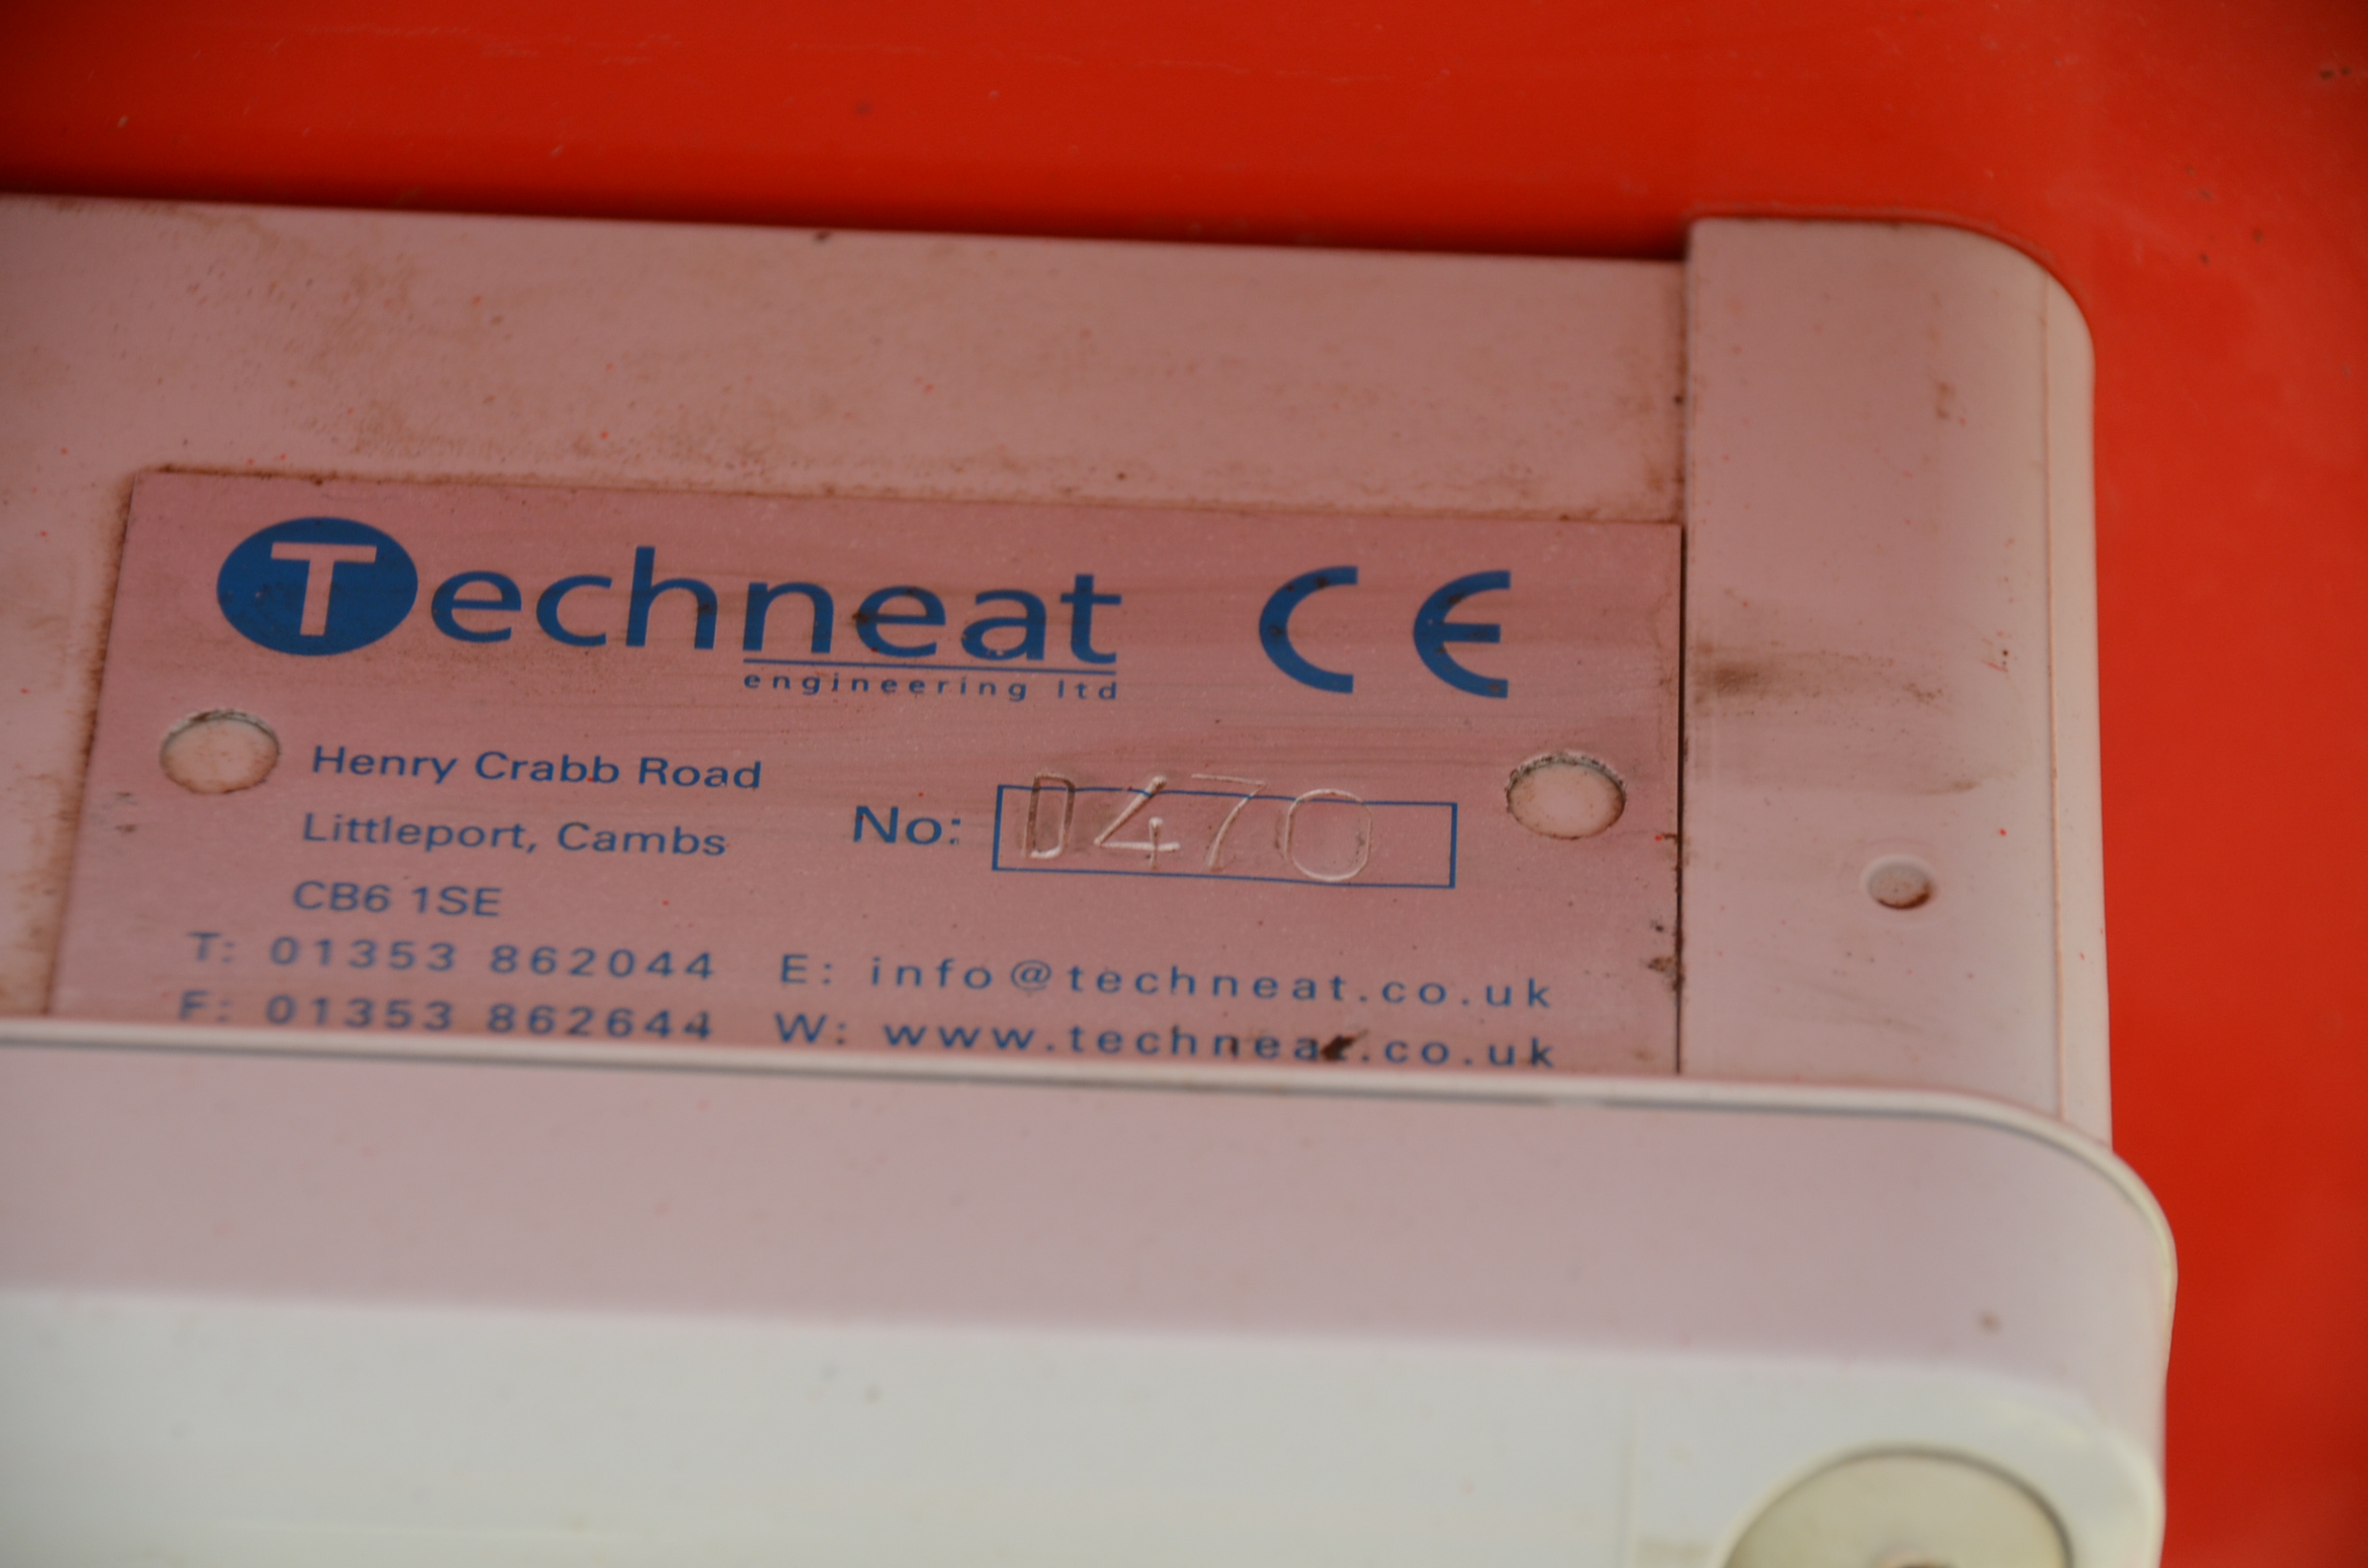 Techneat CE
engineering ltd
Henry Crabb Road
Littleport, Cambs
No: D470
CB6 1SE
T: 01353 862044 E: info@techneat.co.uk
F: 01353 862644 W: www.techneat.co.uk